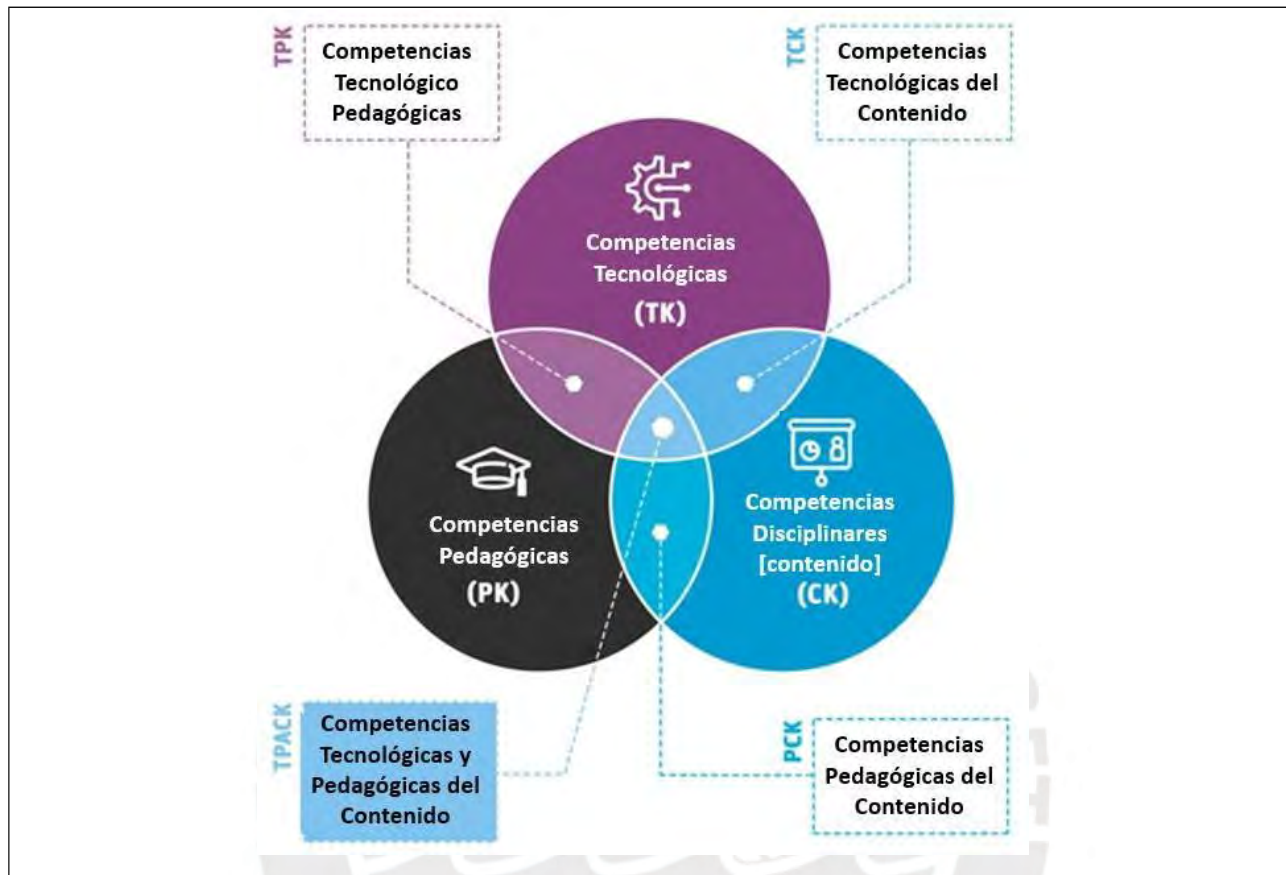 TPK
Competencias
Tecnológico
Pedagógicas
TCK
Competencias
Tecnológicas del
Contenido
Competencias
Tecnológicas
(TK)
Competencias
Pedagógicas
(PK)
Competencias
Disciplinares
[contenido]
(CK)
TPACK
Competencias
Tecnológicas y
Pedagógicas del
Contenido
PCK
Competencias
Pedagógicas del
Contenido